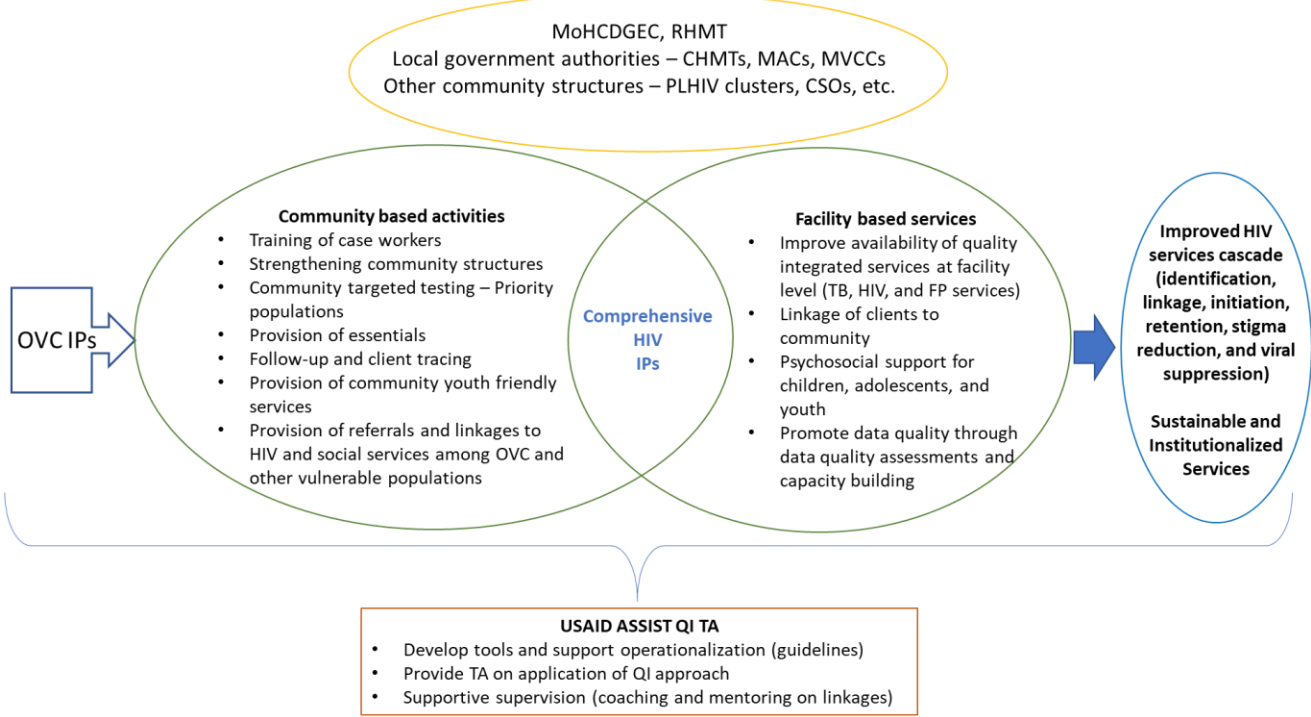 MoHCDGEC, RHMT
Local government authorities – CHMTs, MACs, MVCCs
Other community structures – PLHIV clusters, CSOs, etc.
OVC IPs
Community based activities
• Training of case workers
• Strengthening community structures
• Community targeted testing – Priority
populations
• Provision of essentials
• Follow-up and client tracing
• Provision of community youth friendly
services
• Provision of referrals and linkages to
HIV and social services among OVC and
other vulnerable populations
Comprehensive
HIV
IPs
Facility based services
• Improve availability of quality
integrated services at facility
level (TB, HIV, and FP services)
• Linkage of clients to
community
• Psychosocial support for
children, adolescents, and
youth
• Promote data quality through
data quality assessments and
capacity building
Improved HIV
services cascade
(identification,
linkage, initiation,
retention, stigma
reduction, and viral
suppression)
Sustainable and
Institutionalized
Services
USAID ASSIST QI TA
• Develop tools and support operationalization (guidelines)
• Provide TA on application of QI approach
• Supportive supervision (coaching and mentoring on linkages)